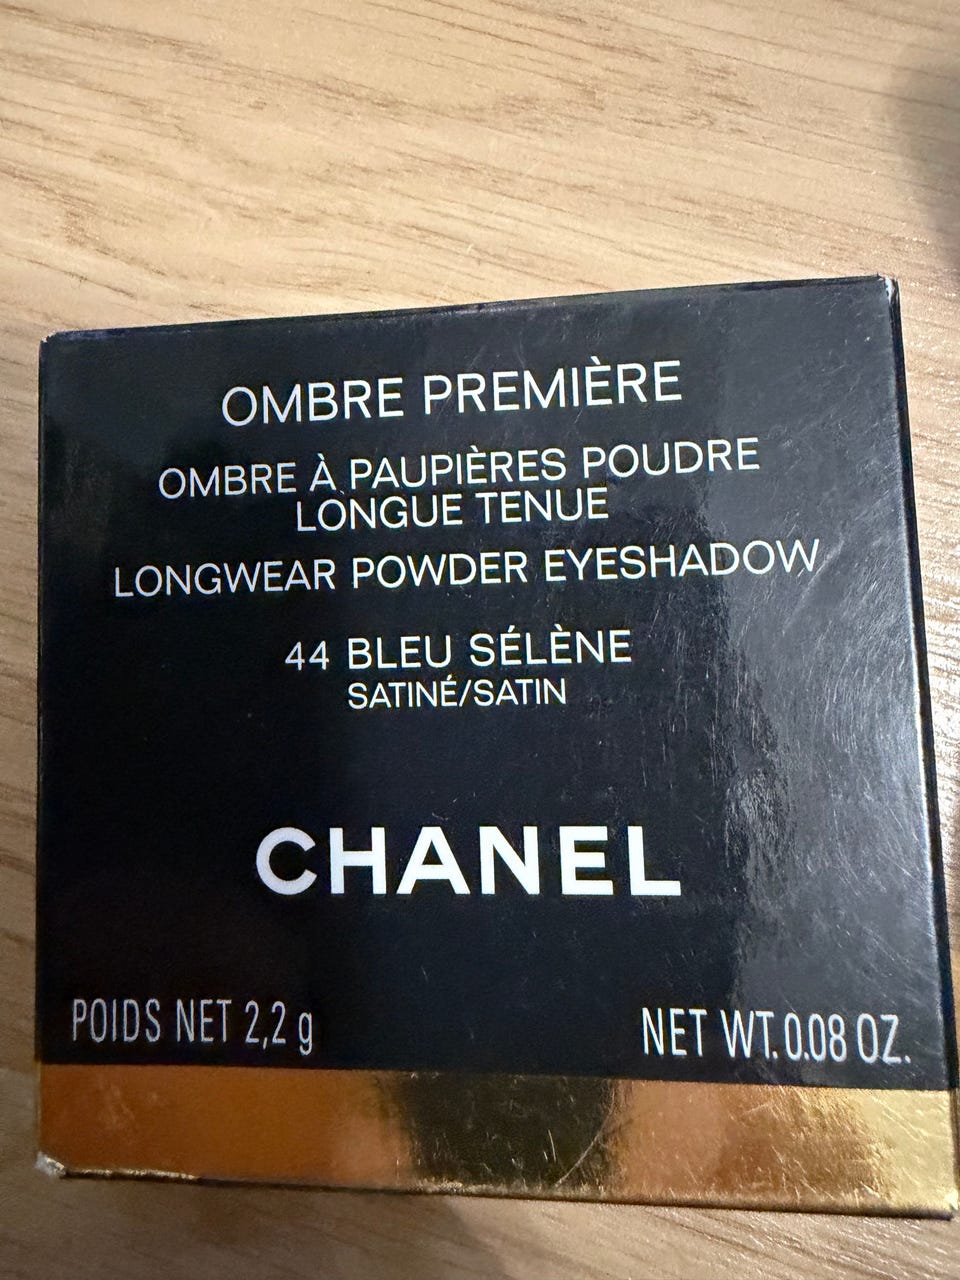 OMBRE PREMIÈRE
OMBRE À PAUPIÈRES POUDRE
LONGUE TENUE
LONGWEAR POWDER EYESHADOW
44 BLEU SÉLÈNE
SATINÉ/SATIN
CHANEL
POIDS NET 2,2 g NET WT. 0.08 OZ.